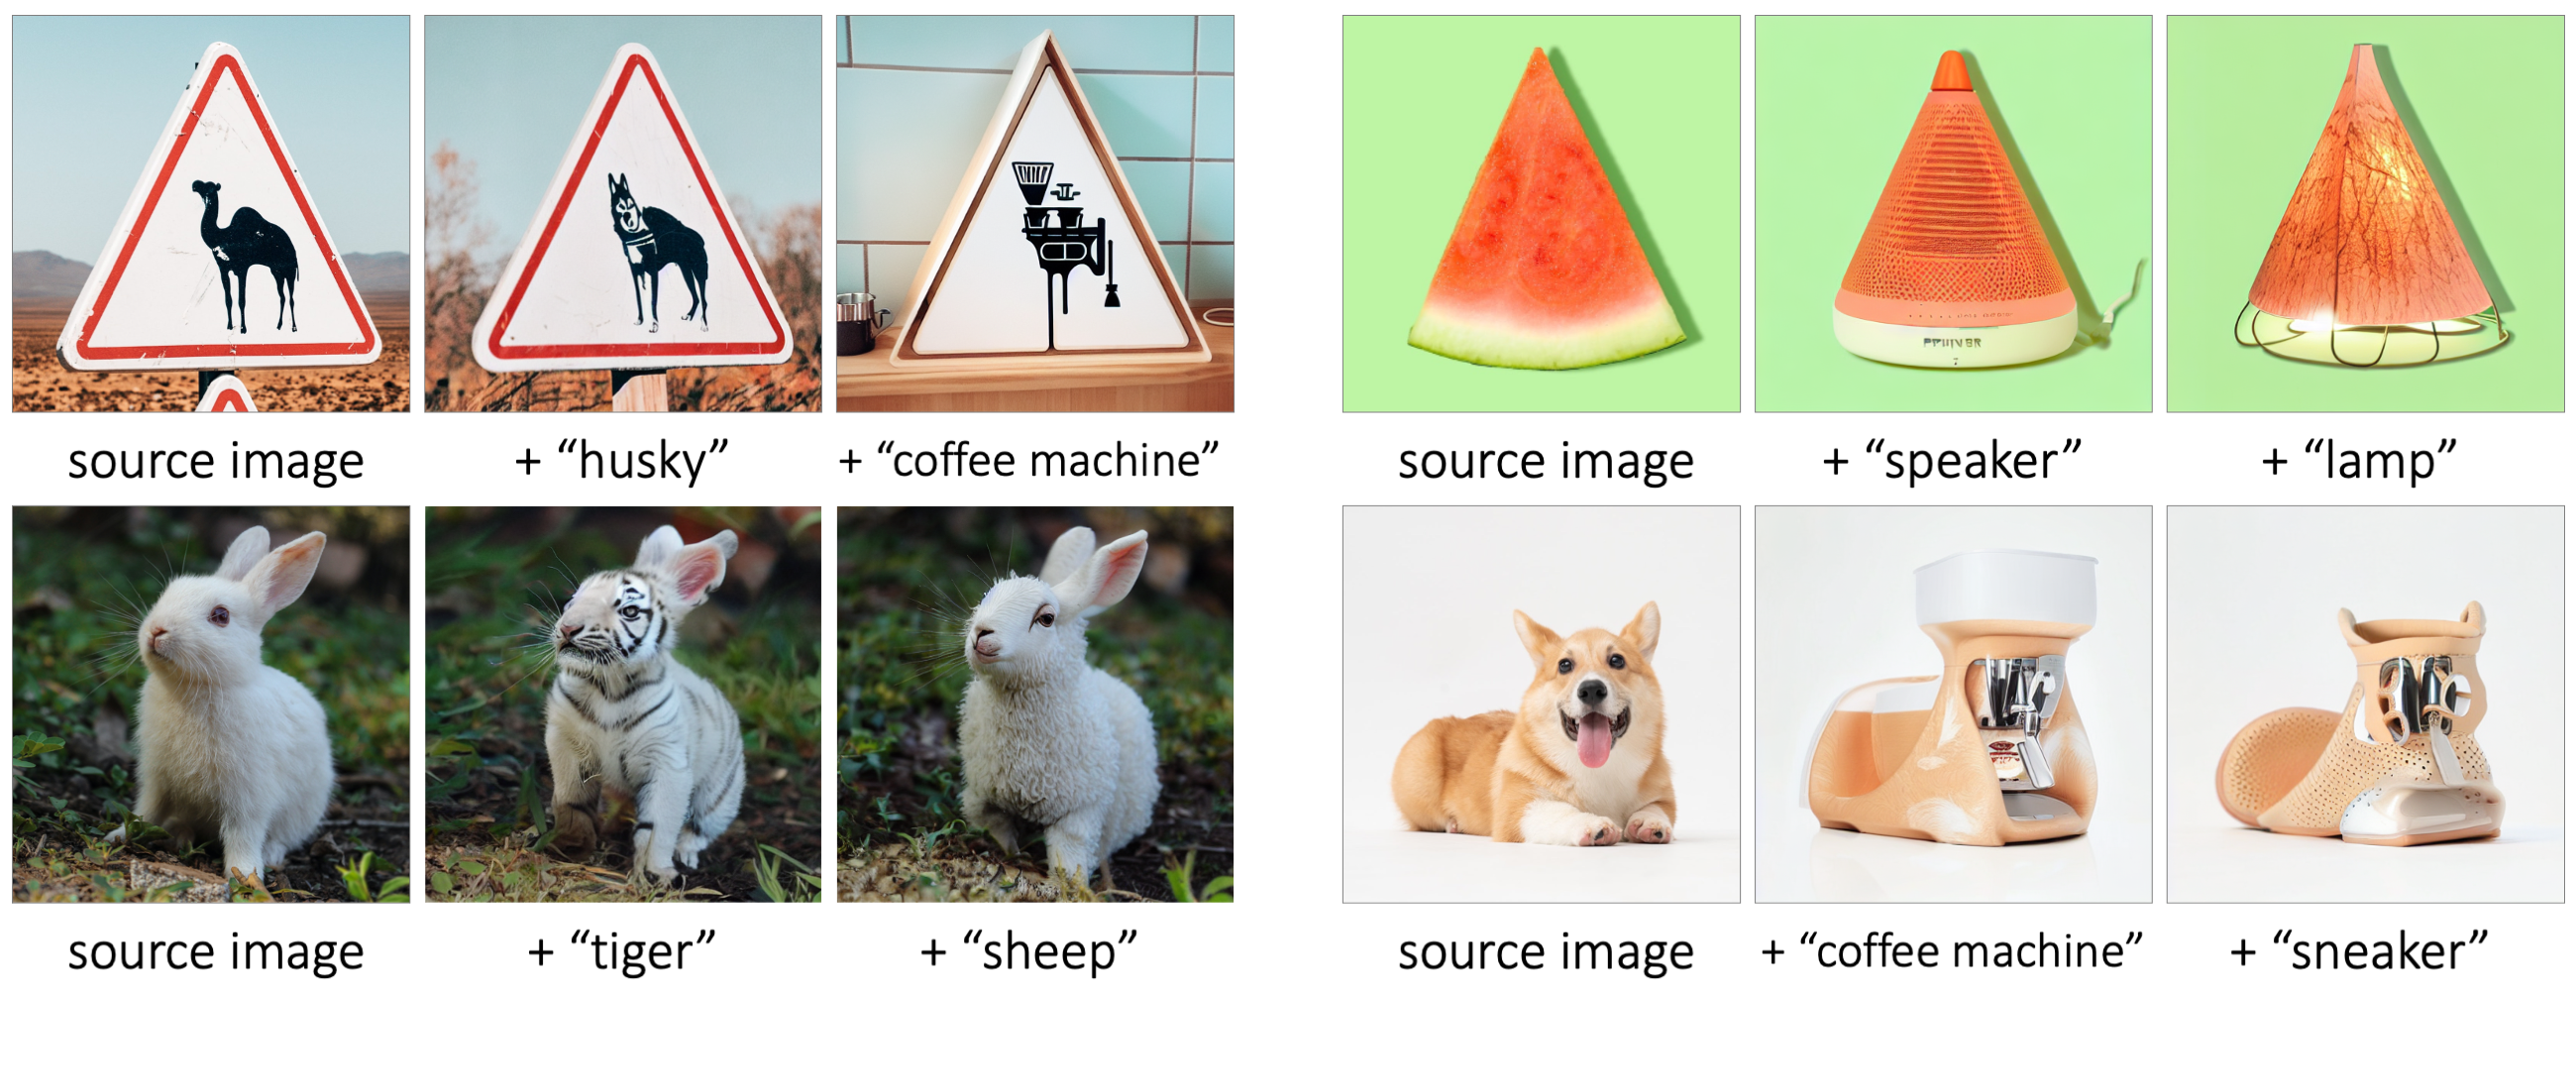 source image
+ “husky”
+ “coffee machine”
source image
+ “speaker”
+ “lamp”
source image
+ “tiger”
+ “sheep”
source image
+ “coffee machine”
+ “sneaker”